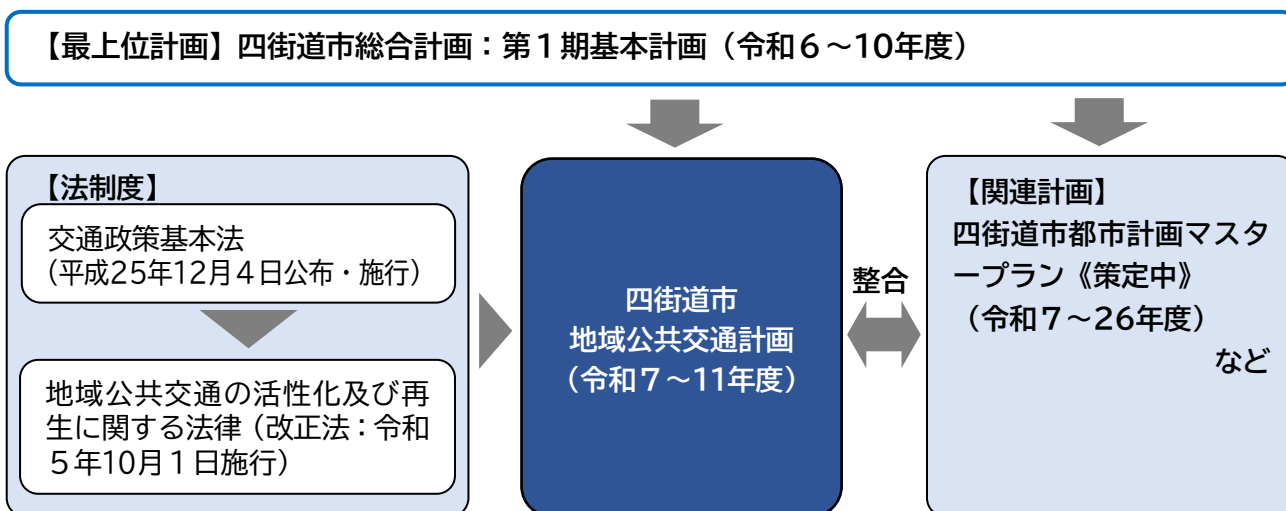 【最上位計画】四街道市総合計画：第１期基本計画（令和６～10年度）
【法制度】
交通政策基本法
（平成25年12月４日公布・施行）
地域公共交通の活性化及び再
生に関する法律（改正法：令和
５年10月１日施行）
四街道市
地域公共交通計画
（令和７～11年度）
整合
【関連計画】
四街道市都市計画マスタ
ープラン《策定中》
（令和７～26年度）
など